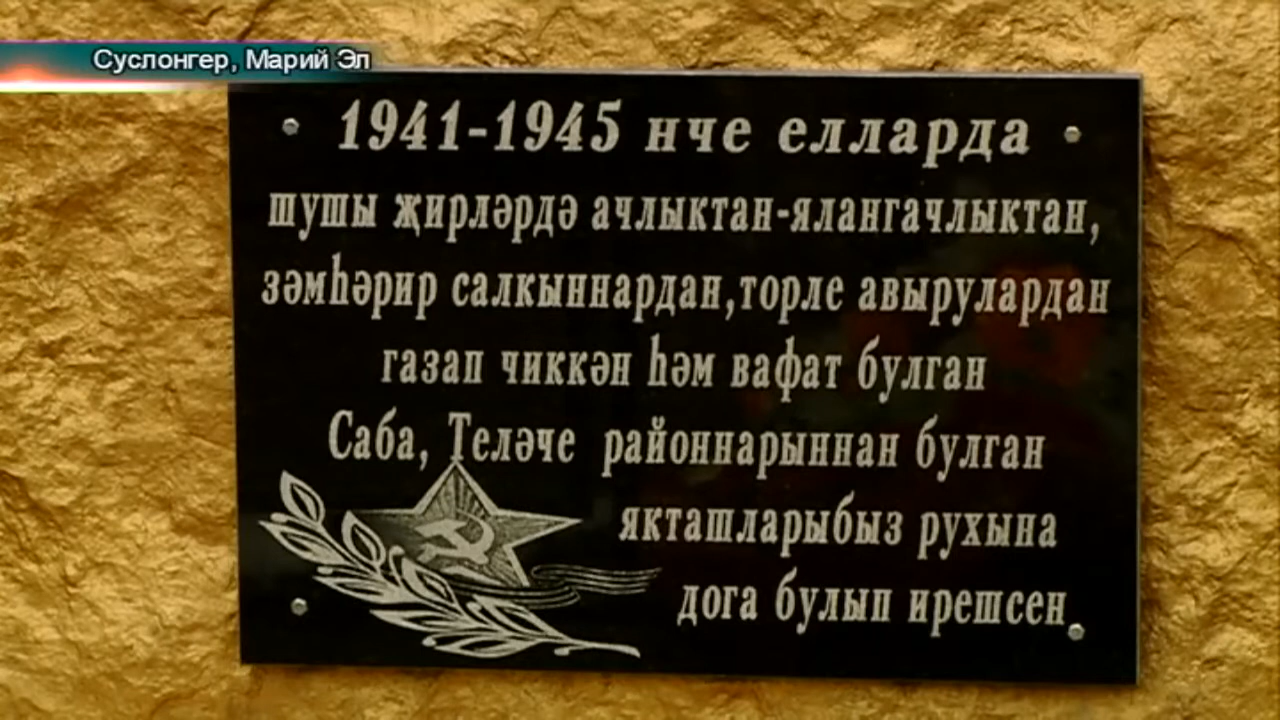 Суслонгер, Марий Эл
1941-1945 нче елларда
шушы җирләрдә ачлыктан-ялангачлыктан,
зәмһәрир салкыннардан,торле авырулардан
газап чиккән һәм вафат булган
Саба, Теләче районнарыннан булган
якташларыбыз рухына
дога булып ирешсен